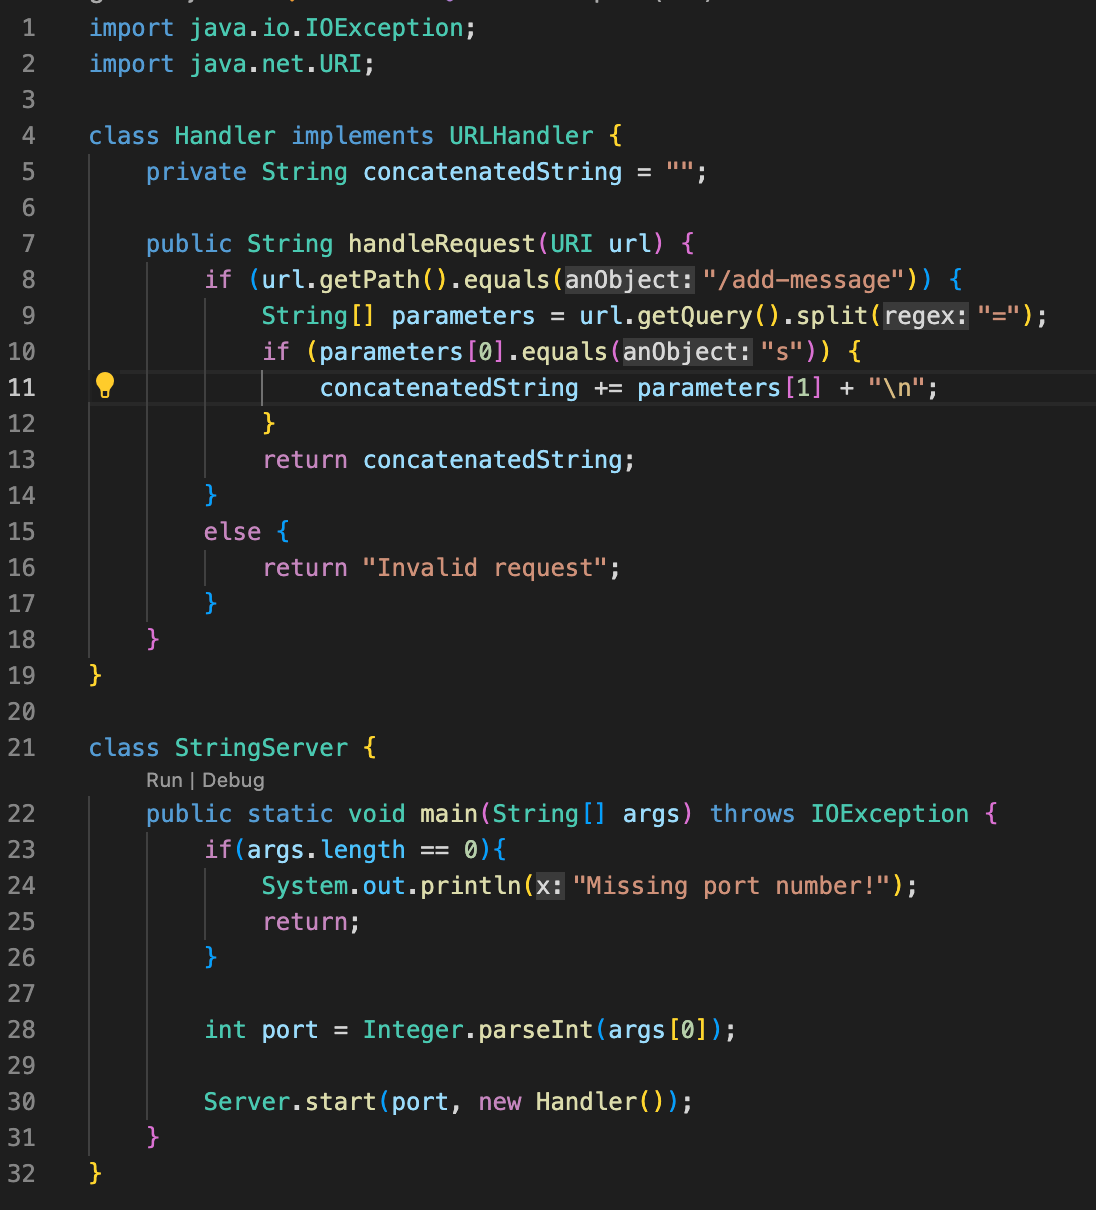 1 import java.io.IOException;
2 import java.net.URI;
3
4 class Handler implements URLHandler {
5     private String concatenatedString = "";
6
7     public String handleRequest(URI url) {
8         if (url.getPath().equals(anObject: "/add-message")) {
9             String[] parameters = url.getQuery().split(regex: "=");
10             if (parameters[0].equals(anObject: "s")) {
11                 concatenatedString += parameters[1] + "\n";
12             }
13             return concatenatedString;
14         }
15         else {
16             return "Invalid request";
17         }
18     }
19 }
20
21 class StringServer {
Run | Debug
22     public static void main(String[] args) throws IOException {
23         if(args.length == 0){
24             System.out.println(x: "Missing port number!");
25             return;
26         }
27
28         int port = Integer.parseInt(args[0]);
29
30         Server.start(port, new Handler());
31     }
32 }